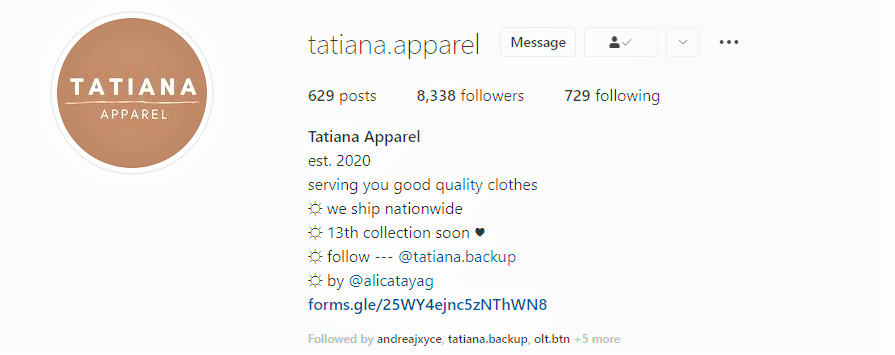 TATIANA
APPAREL
tatiana.apparel Message
629 posts 8,338 followers 729 following
Tatiana Apparel
est. 2020
serving you good quality clothes
☼ we ship nationwide
☼ 13th collection soon ♥
☼ follow --- @tatiana.backup
☼ by @alicatayag
forms.gle/25WY4ejnc5zNThWN8
Followed by andreajxyce, tatiana.backup, olt.btn +5 more